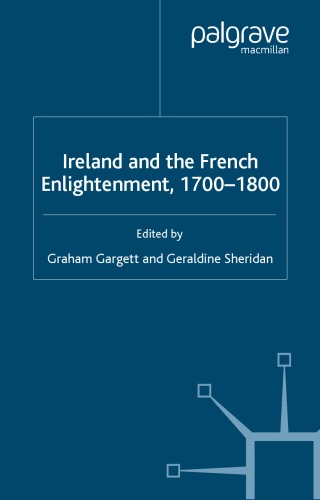 palgrave
macmillan
Ireland and the French
Enlightenment, 1700–1800
Edited by
Graham Gargett and Geraldine Sheridan